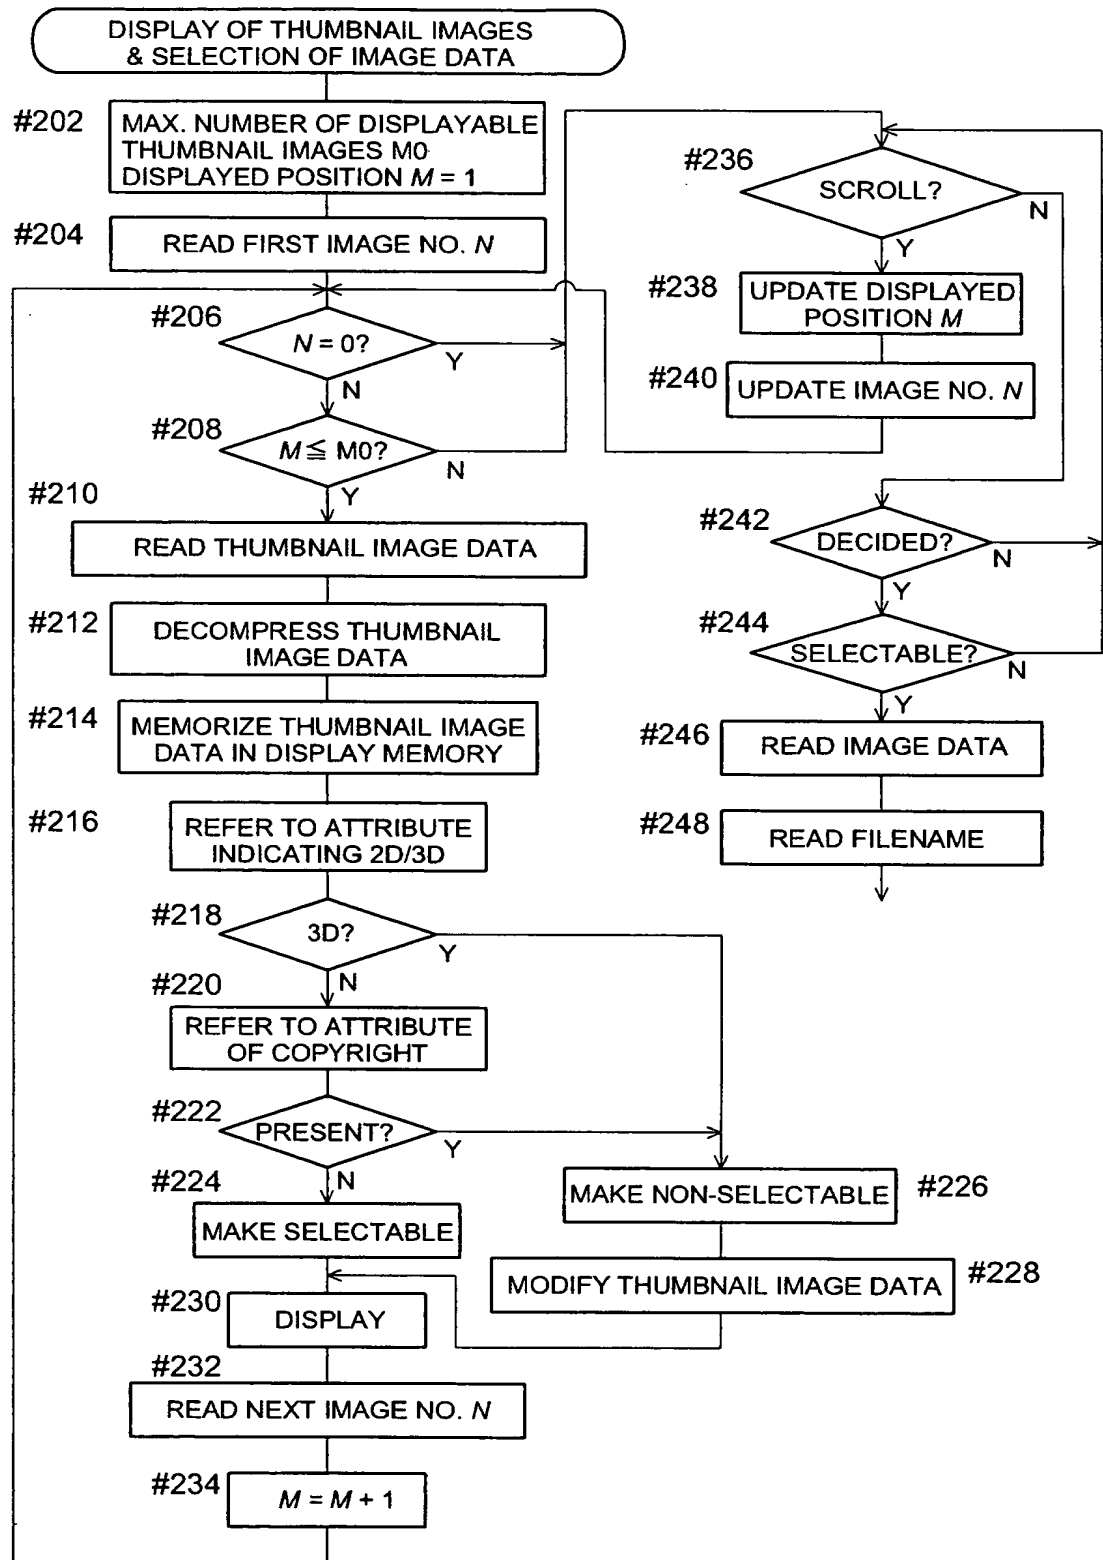 DISPLAY OF THUMBNAIL IMAGES
& SELECTION OF IMAGE DATA
#202
MAX. NUMBER OF DISPLAYABLE
THUMBNAIL IMAGES M0
DISPLAYED POSITION M = 1
#204
READ FIRST IMAGE NO. N
#206
N = 0?
Y
N
#208
M ≦ M0?
N
Y
#210
READ THUMBNAIL IMAGE DATA
#212
DECOMPRESS THUMBNAIL
IMAGE DATA
#214
MEMORIZE THUMBNAIL IMAGE
DATA IN DISPLAY MEMORY
#216
REFER TO ATTRIBUTE
INDICATING 2D/3D
#218
3D?
Y
N
#220
REFER TO ATTRIBUTE
OF COPYRIGHT
#222
PRESENT?
Y
N
#224
MAKE SELECTABLE
MAKE NON-SELECTABLE
#226
MODIFY THUMBNAIL IMAGE DATA
#228
#230
DISPLAY
#232
READ NEXT IMAGE NO. N
#234
M = M + 1
#236
SCROLL?
N
Y
#238
UPDATE DISPLAYED
POSITION M
#240
UPDATE IMAGE NO. N
#242
DECIDED?
N
Y
#244
SELECTABLE?
N
Y
#246
READ IMAGE DATA
#248
READ FILENAME